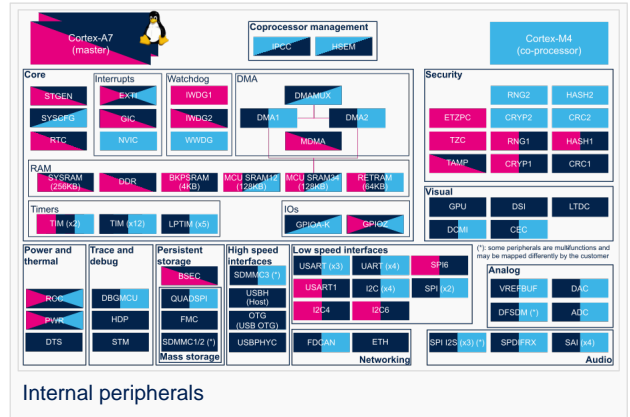 Cortex-A7
(master)
Coprocessor management
IPCC
HSEM
Cortex-M4
(co-processor)
Core
STGEN
SYSCFG
RTC
Interrupts
EXTI
GIC
NVIC
Watchdog
IWDG1
IWDG2
WWDG
DMA
DMAMUX
DMA1
DMA2
MDMA
Security
RNG2
HASH2
ETZPC
CRYP2
CRC2
TZC
RNG1
HASH1
TAMP
CRYP1
CRC1
RAM
SYSRAM
(256KB)
DDR
BKPSRAM
(4KB)
MCU SRAM12
(128KB)
MCU SRAM34
(128KB)
RETRAM
(64KB)
Timers
TIM (x2)
TIM (x12)
LPTIM (x5)
IOs
GPIOA-K
GPIOZ
Visual
GPU
DSI
LTDC
DCMI
CEC
Power and
thermal
ROC
PWR
DTS
Trace and
debug
DBGMCU
HDP
STM
Persistent
storage
BSEC
QUADSPI
FMC
SDMMC1/2 (*)
Mass storage
High speed
interfaces
SDMMC3 (*)
USBH
(Host)
OTG
(USB OTG)
USBPHYC
Low speed interfaces
USART (x3)
UART (x4)
SPI6
USART1
I2C (x4)
SPI (x2)
I2C4
I2C6
FDCAN
ETH
Networking
(*): some peripherals are multifunctions and
may be mapped differently by the customer
Analog
VREFBUF
DAC
DFSDM (*)
ADC
SPI I2S (x3) (*)
SPDIFRX
SAI (x4)
Audio
Internal peripherals